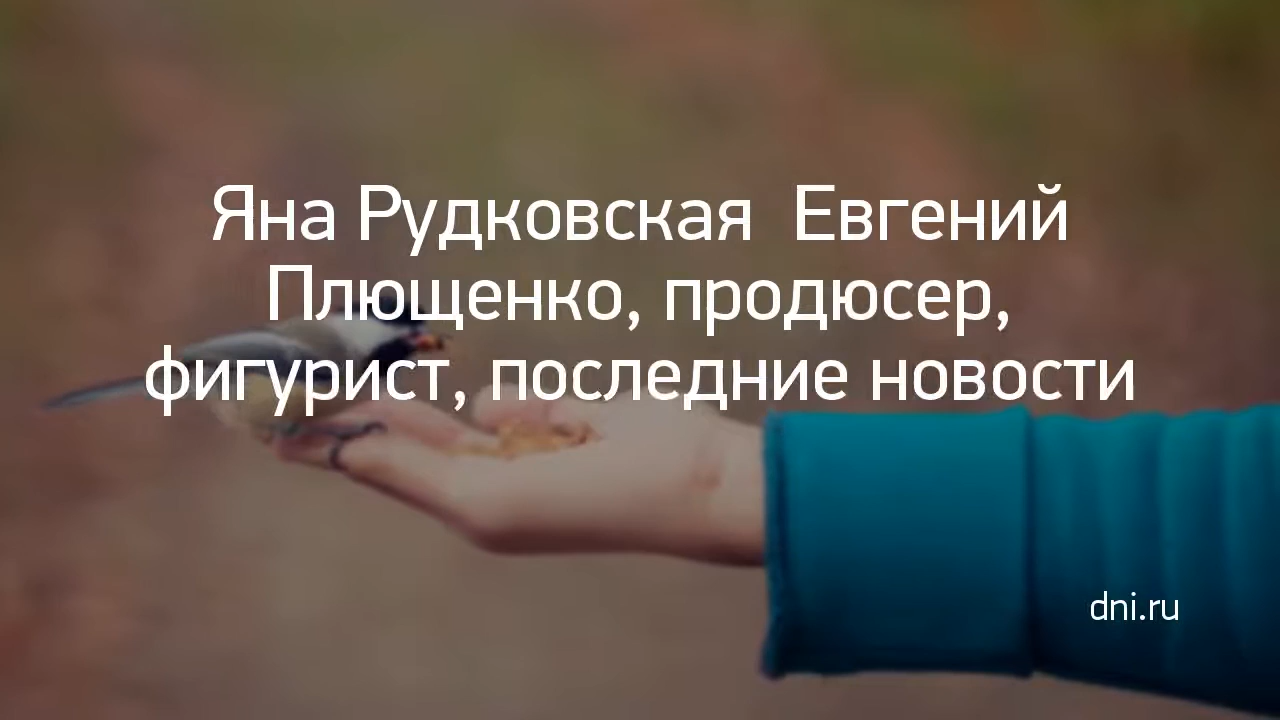 Яна Рудковская  Евгений
Плющенко, продюсер,
фигурист, последние новости
dni.ru